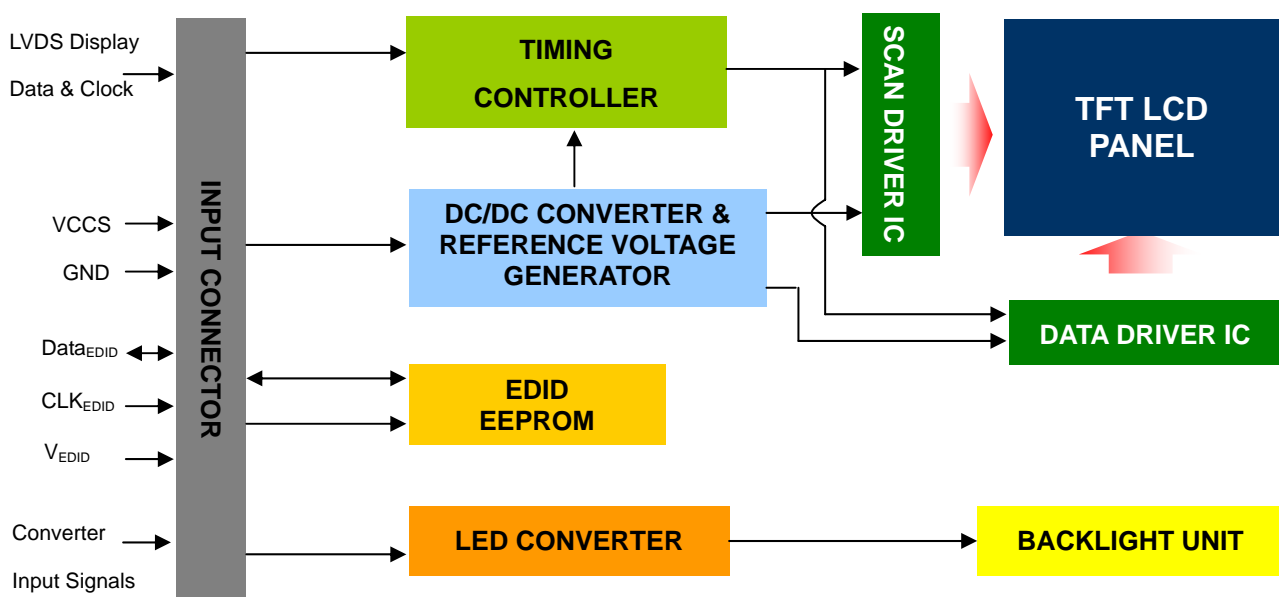 LVDS Display
Data & Clock
VCCS
GND
DataEDID
CLKEDID
VEDID
Converter
Input Signals
INPUT CONNECTOR
TIMING
CONTROLLER
DC/DC CONVERTER &
REFERENCE VOLTAGE
GENERATOR
EDID
EEPROM
LED CONVERTER
SCAN DRIVER IC
TFT LCD
PANEL
DATA DRIVER IC
BACKLIGHT UNIT